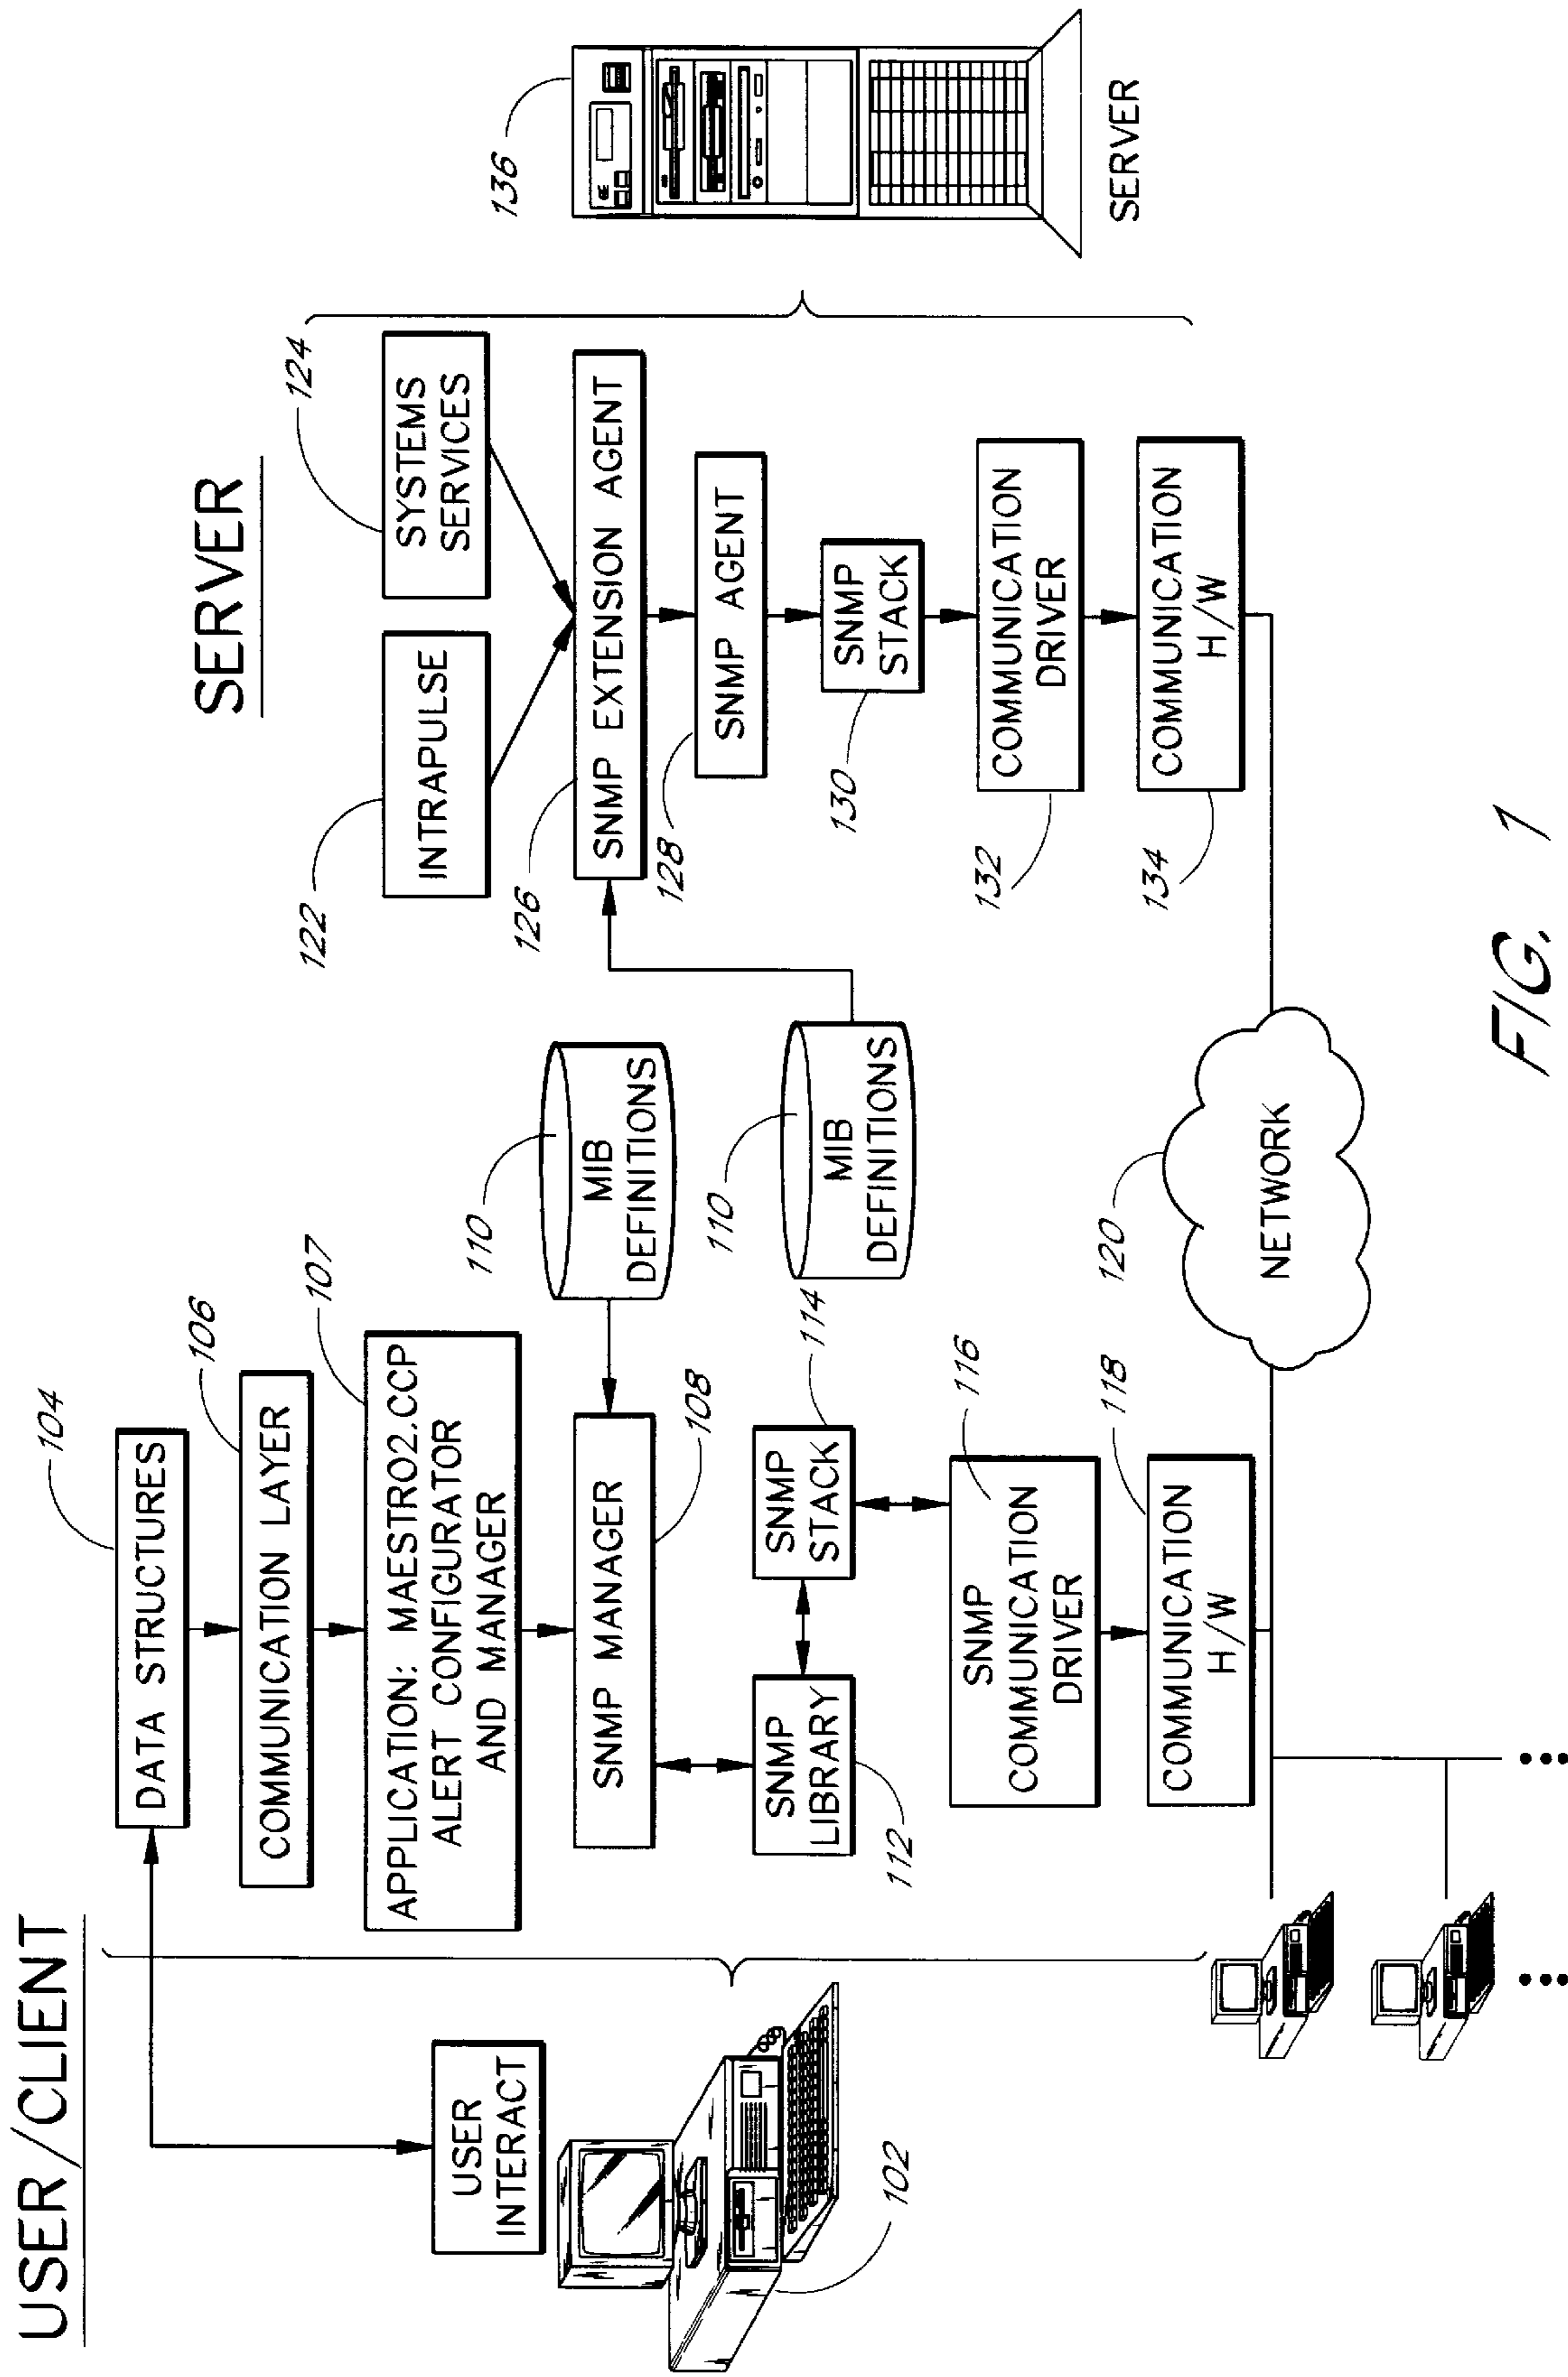 USER/CLIENT
USER
INTERACT
102
104
DATA STRUCTURES
106
COMMUNICATION LAYER
107
APPLICATION: MAESTRO2.CCP
ALERT CONFIGURATOR
AND MANAGER
SNMP MANAGER
108
110
MIB
DEFINITIONS
SNMP
LIBRARY
112
SNMP
STACK
114
110
MIB
DEFINITIONS
SNMP
COMMUNICATION
DRIVER
116
COMMUNICATION
H/W
118
120
NETWORK
SERVER
122
INTRAPULSE
124
SYSTEMS
SERVICES
126
SNMP EXTENSION AGENT
128
SNMP AGENT
130
SNMP
STACK
132
COMMUNICATION
DRIVER
134
COMMUNICATION
H/W
136
SERVER
FIG. 1